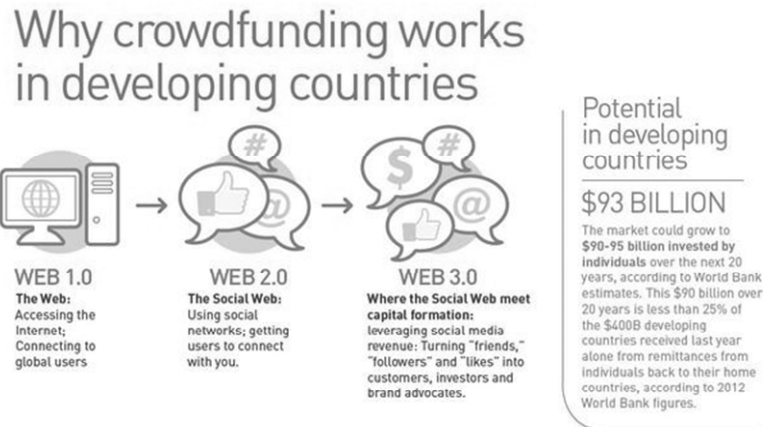 Why crowdfunding works
in developing countries
#
@
$
#
@
WEB 1.0
The Web:
Accessing the
Internet;
Connecting to
global users
WEB 2.0
The Social Web:
Using social
networks; getting
users to connect
with you.
WEB 3.0
Where the Social Web meet
capital formation:
leveraging social media
revenue: Turning "friends,"
"followers" and "likes" into
customers, investors and
brand advocates.
Potential
in developing
countries
$93 BILLION
The market could grow to
$90-95 billion invested by
individuals over the next 20
years, according to World Bank
estimates. This $90 billion over
20 years is less than 25% of
the $400B developing
countries received last year
alone from remittances from
individuals back to their home
countries, according to 2012
World Bank figures.